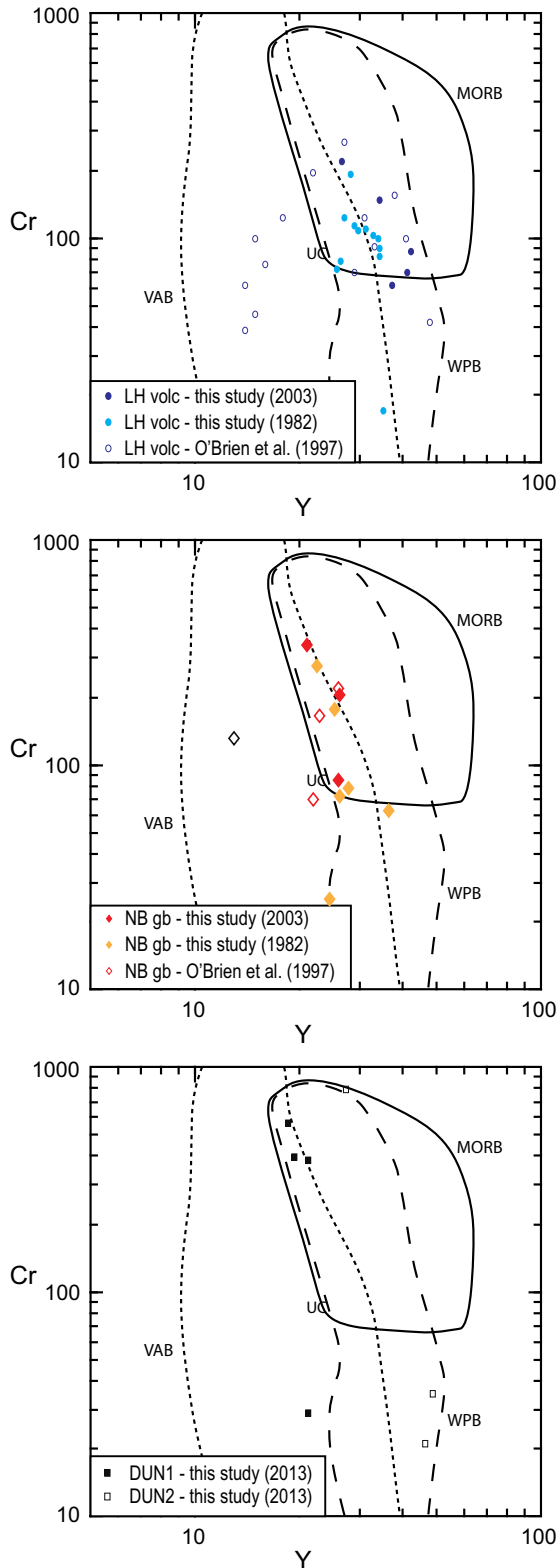 1000
MORB
Cr
100
UC
VAB
WPB
LH volc - this study (2003)
LH volc - this study (1982)
LH volc - O'Brien et al. (1997)
10
10
100
Y
1000
MORB
Cr
100
UC
VAB
WPB
NB gb - this study (2003)
NB gb - this study (1982)
NB gb - O'Brien et al. (1997)
10
10
100
Y
1000
MORB
Cr
100
UC
VAB
WPB
DUN1 - this study (2013)
DUN2 - this study (2013)
10
10
100
Y